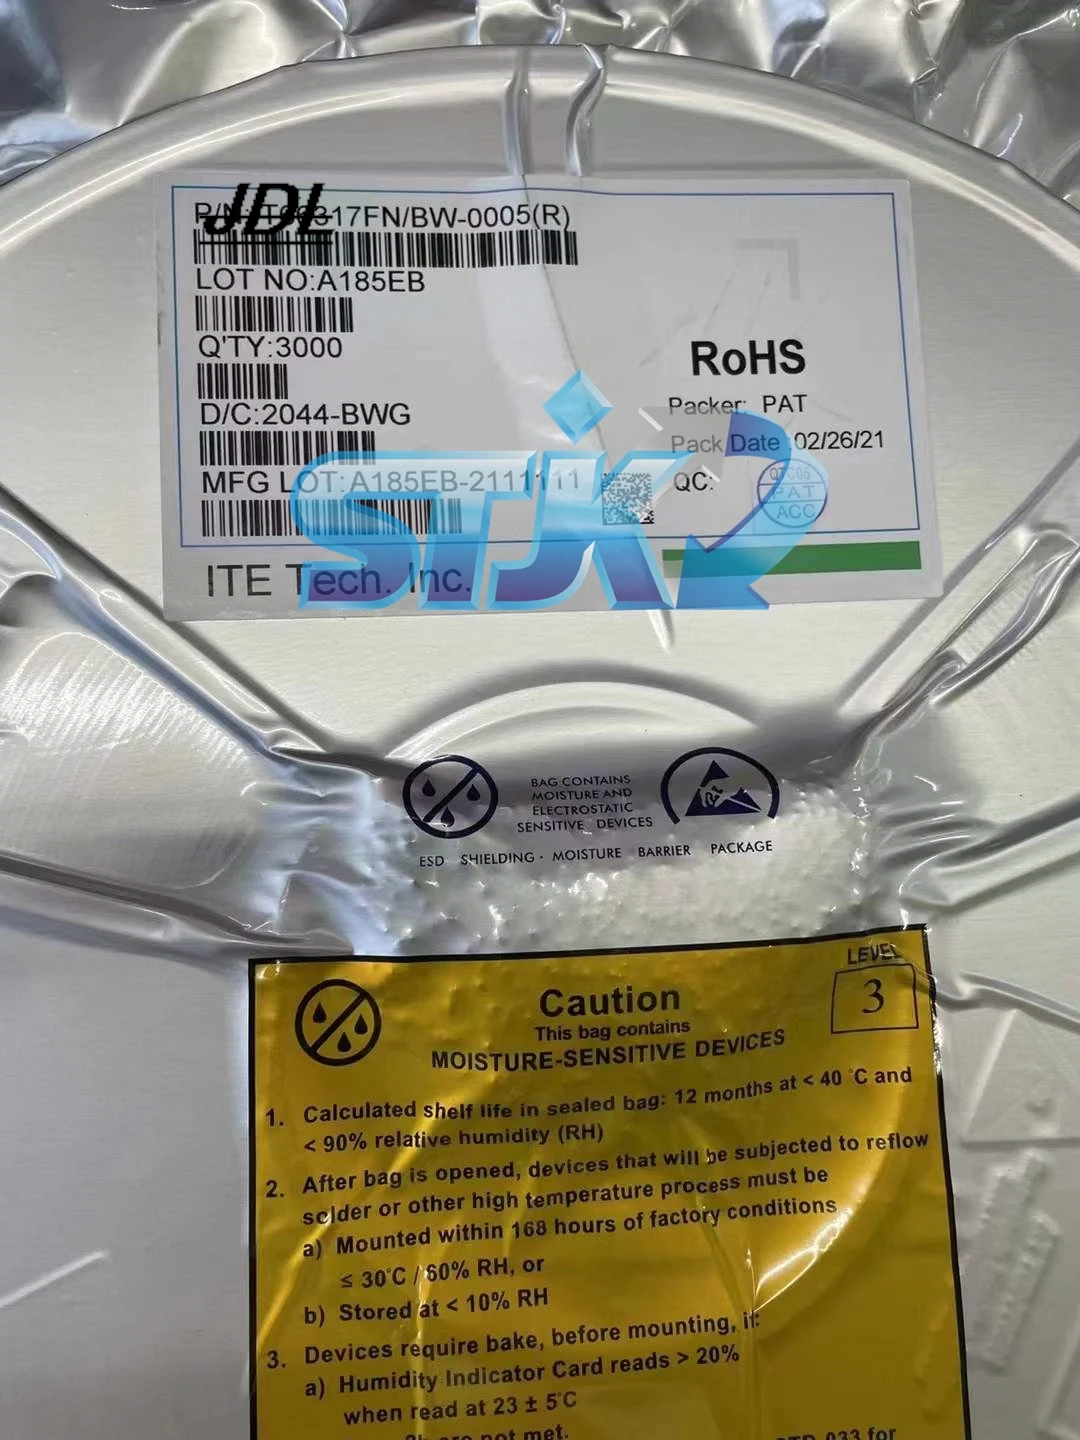 JDL
P/N:IT66317FN/BW-0005(R)
LOT NO:A185EB
Q'TY:3000
D/C:2044-BWG
MFG LOT:A185EB-2111111
ITE Tech. Inc.
RoHS
Packer: PAT
Pack Date :02/26/21
QC:
PAT
ACC
STK
BAG CONTAINS
MOISTURE AND
ELECTROSTATIC
SENSITIVE DEVICES
ESD SHIELDING · MOISTURE BARRIER PACKAGE
LEVEL
3
Caution
This bag contains
MOISTURE-SENSITIVE DEVICES
1. Calculated shelf life in sealed bag: 12 months at < 40 °C and
< 90% relative humidity (RH)
2. After bag is opened, devices that will be subjected to reflow
solder or other high temperature process must be
a) Mounted within 168 hours of factory conditions
≤ 30°C / 60% RH, or
b) Stored at < 10% RH
3. Devices require bake, before mounting, if:
a) Humidity Indicator Card reads > 20%
when read at 23 ± 5°C
are not met.
033 for